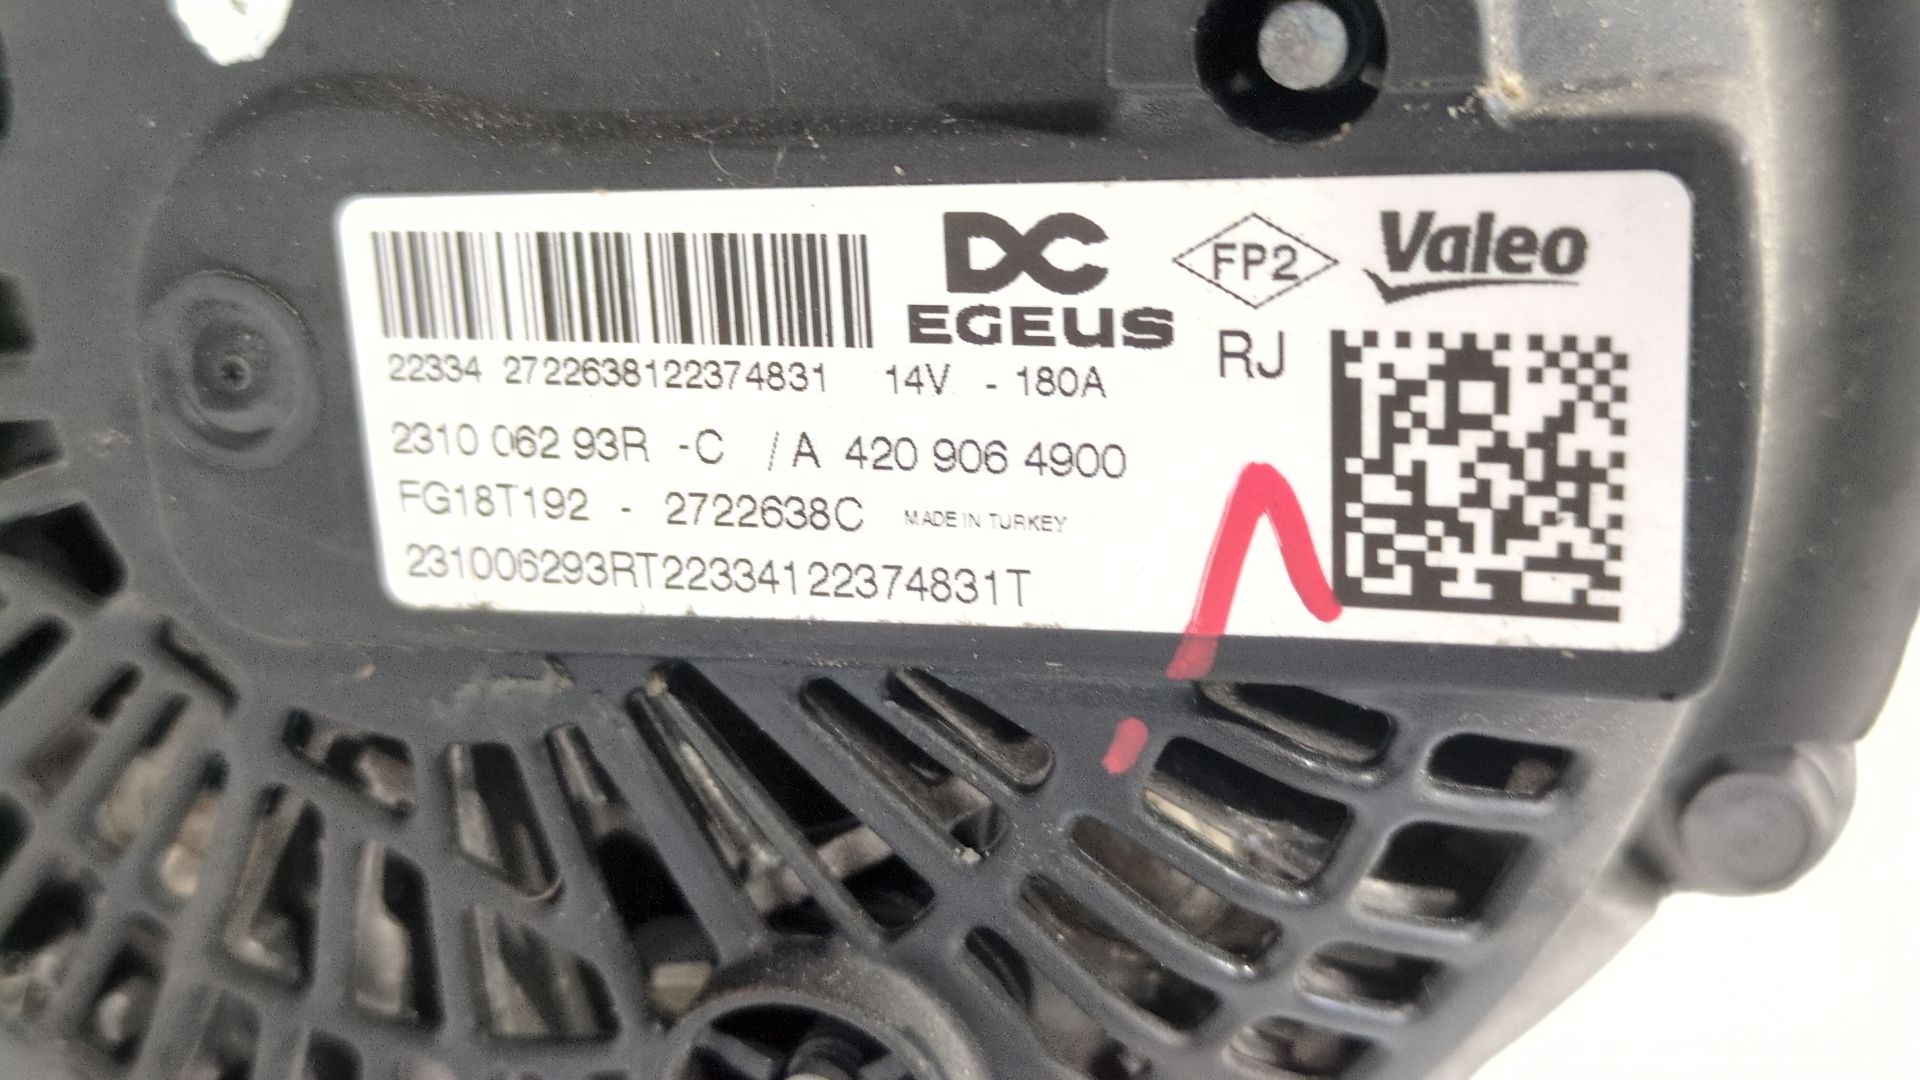 DC
EGEUS
FP2
Valeo
RJ
22334 2722638122374831 14V - 180A
2310 062 93R -C / A 420 906 4900
FG18T192 - 2722638C MADE IN TURKEY
231006293RT22334122374831T